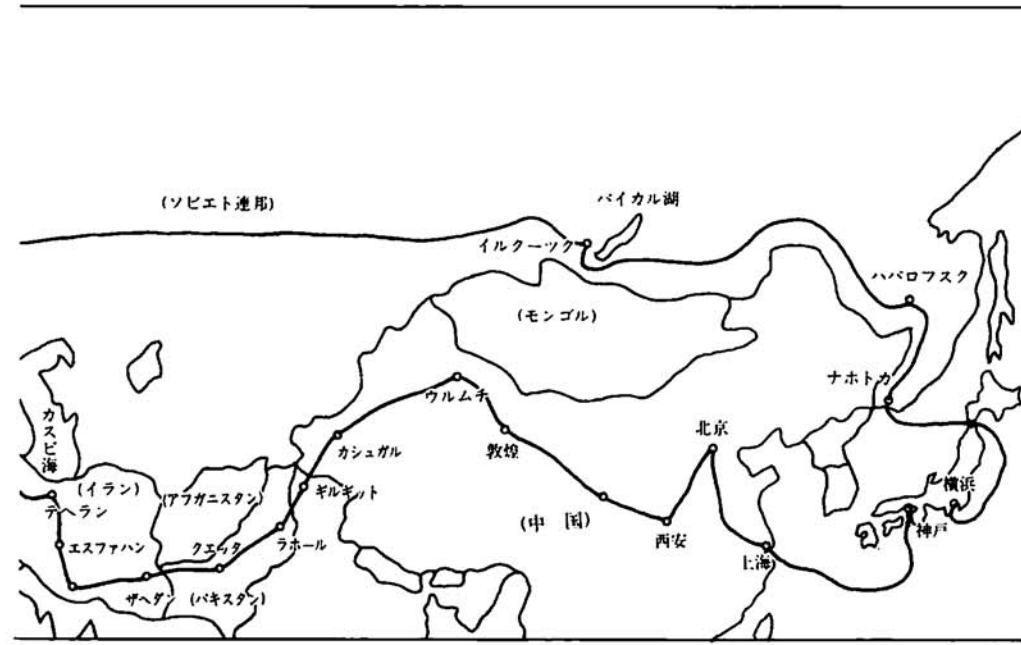 (ソビエト連邦)
バイカル湖
イルクーツク
ハバロフスク
(モンゴル)
ナホトカ
ウルムチ
カスピ海
カシュガル
敦煌
北京
(イラン)
(アフガニスタン)
ギルギット
横浜
テヘラン
(中国)
神戸
エスファハン
クエッタ
ラホール
西安
上海
ザヘダン
(パキスタン)